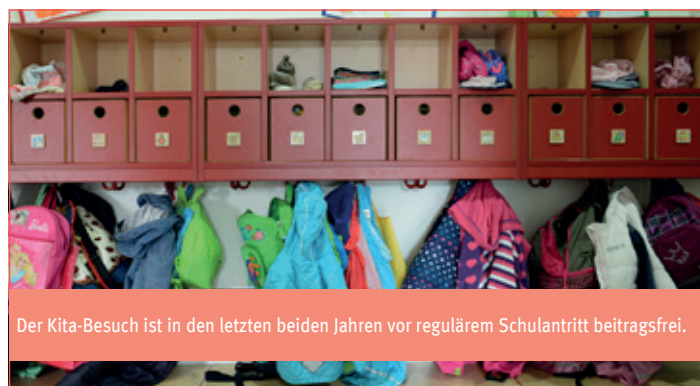 Der Kita-Besuch ist in den letzten beiden Jahren vor regulärem Schulantritt beitragsfrei.